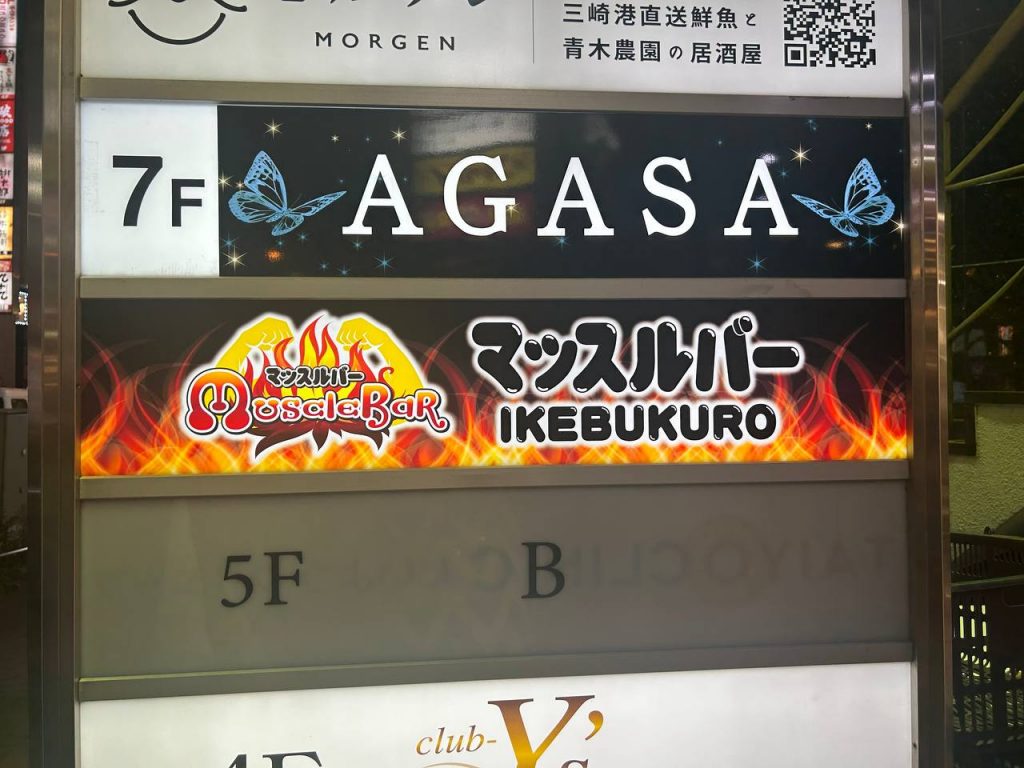 MORGEN
三崎港直送鮮魚と
青木農園の居酒屋
7F
AGASA
マッスルバー
MuscleBaR
マッスルバー
IKEBUKURO
5F B
4F
club-Y's